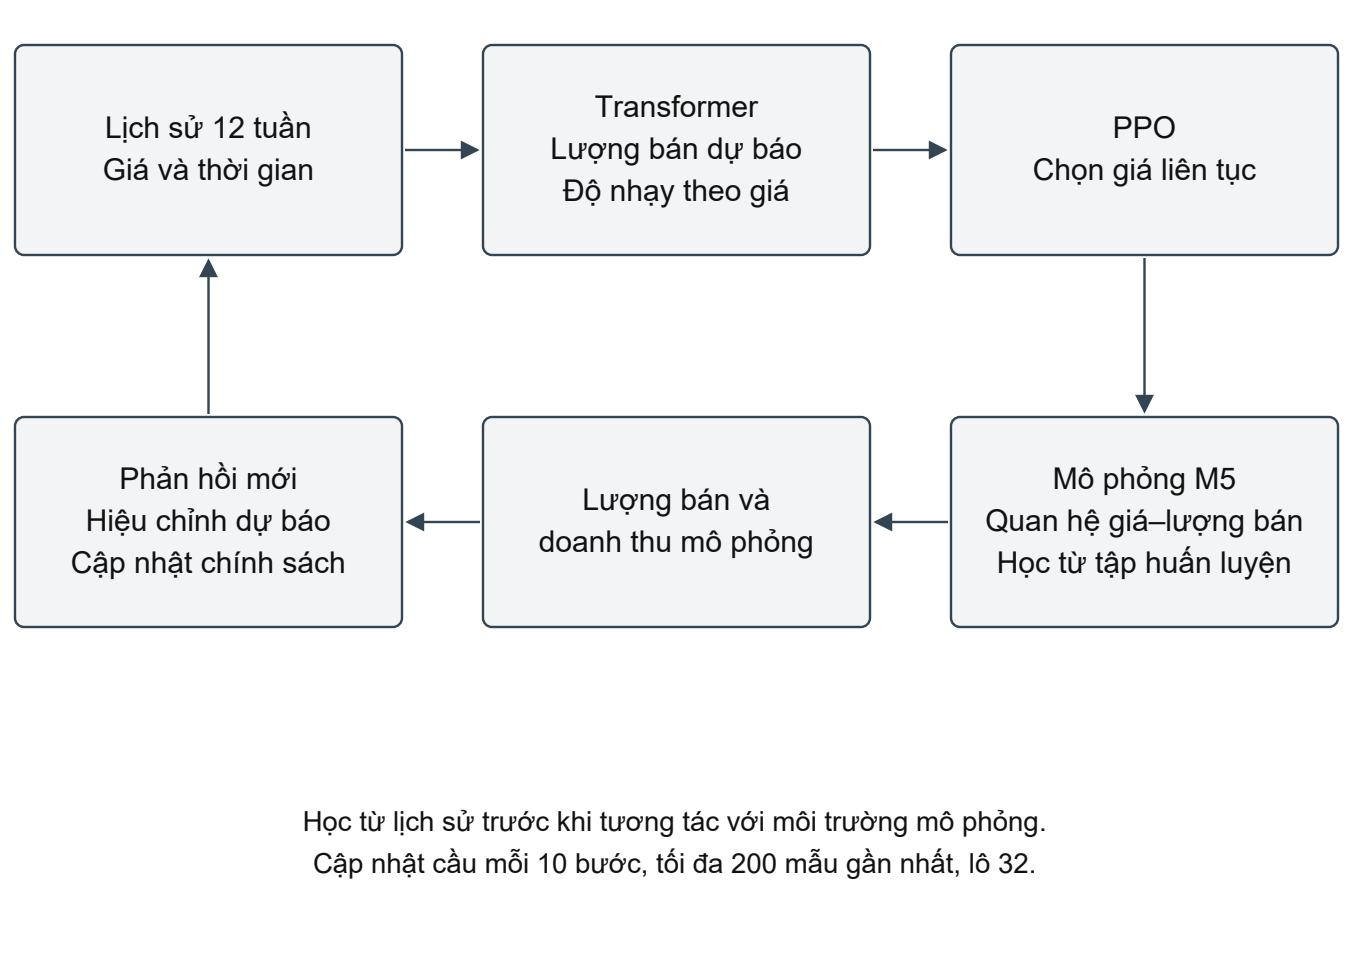 Lịch sử 12 tuần
Giá và thời gian
Transformer
Lượng bán dự báo
Độ nhạy theo giá
PPO
Chọn giá liên tục
Phản hồi mới
Hiệu chỉnh dự báo
Cập nhật chính sách
Lượng bán và
doanh thu mô phỏng
Mô phỏng M5
Quan hệ giá–lượng bán
Học từ tập huấn luyện
Học từ lịch sử trước khi tương tác với môi trường mô phỏng.
Cập nhật cầu mỗi 10 bước, tối đa 200 mẫu gần nhất, lô 32.